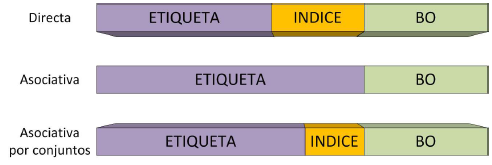 Directa ETIQUETA INDICE BO
Asociativa ETIQUETA BO
Asociativa
por conjuntos ETIQUETA INDICE BO